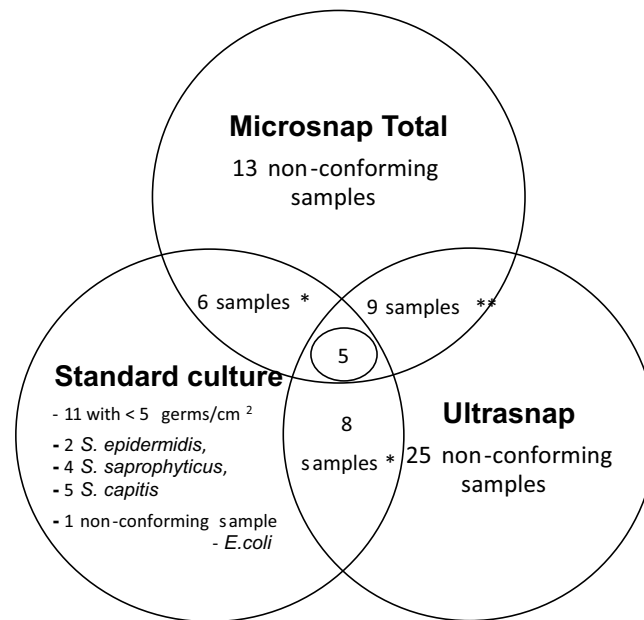 Microsnap Total
13 non-conforming
samples
6 samples *
9 samples **
5
Standard culture
- 11 with < 5 germs/cm ²
- 2 S. epidermidis,
- 4 S. saprophyticus,
- 5 S. capitis
- 1 non-conforming sample
- E.coli
8
samples *
Ultrasnap
25 non-conforming
samples